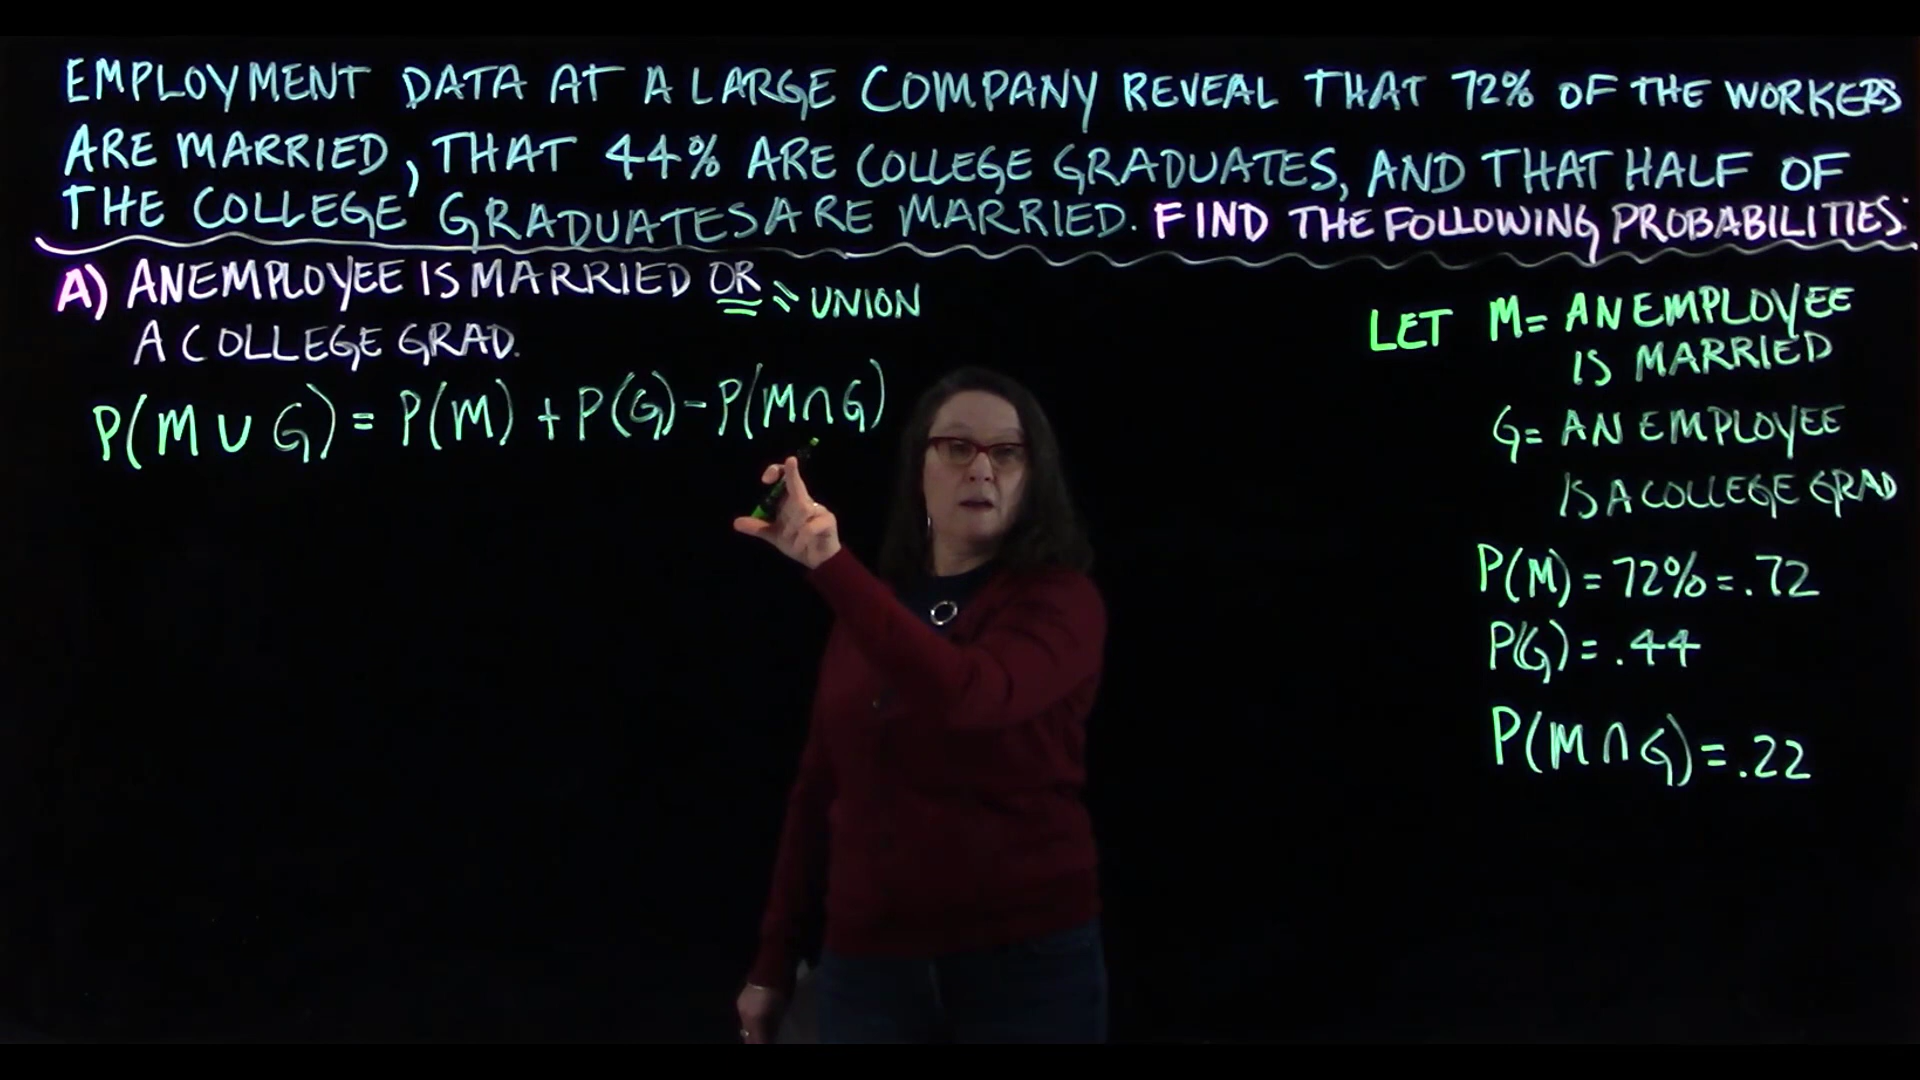 EMPLOYMENT DATA AT A LARGE COMPANY REVEAL THAT 72% OF THE WORKERS
ARE MARRIED, THAT 44% ARE COLLEGE GRADUATES, AND THAT HALF OF
THE COLLEGE GRADUATES ARE MARRIED. FIND THE FOLLOWING PROBABILITIES:
A) AN EMPLOYEE IS MARRIED OR
UNION
A COLLEGE GRAD.
P(M ∪ G) = P(M) + P(G) - P(M∩G)
LET M = AN EMPLOYEE
IS MARRIED
G = AN EMPLOYEE
IS A COLLEGE GRAD
P(M) = 72% = .72
P(G) = .44
P(M ∩ G) = .22